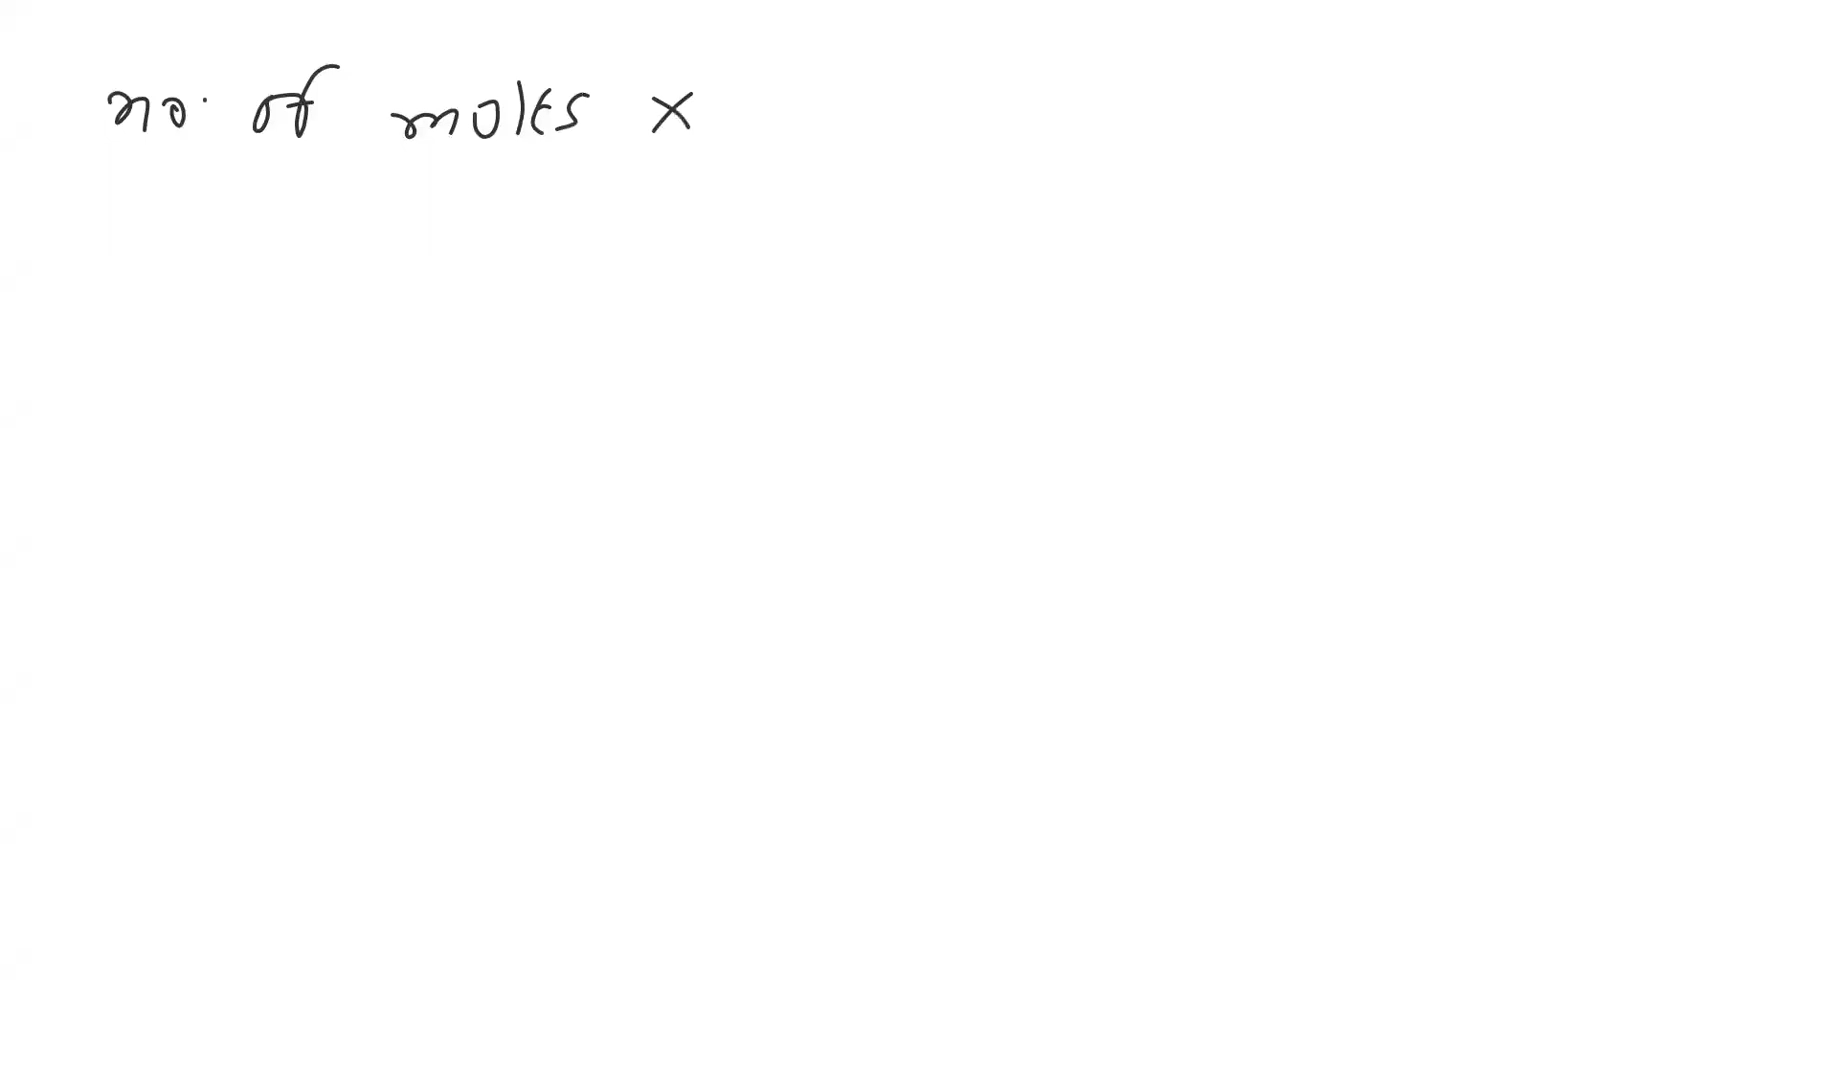 no. of moles ×